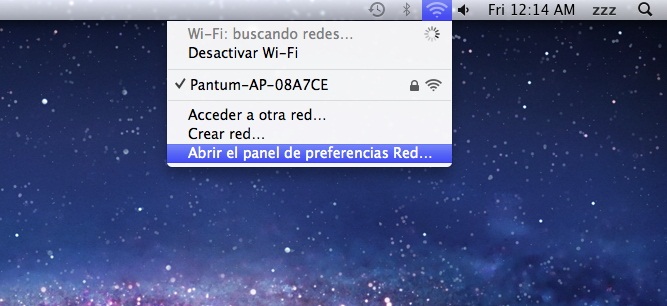 Fri 12:14 AM zzz
Wi-Fi: buscando redes...
Desactivar Wi-Fi
Pantum-AP-08A7CE
Acceder a otra red...
Crear red...
Abrir el panel de preferencias Red...